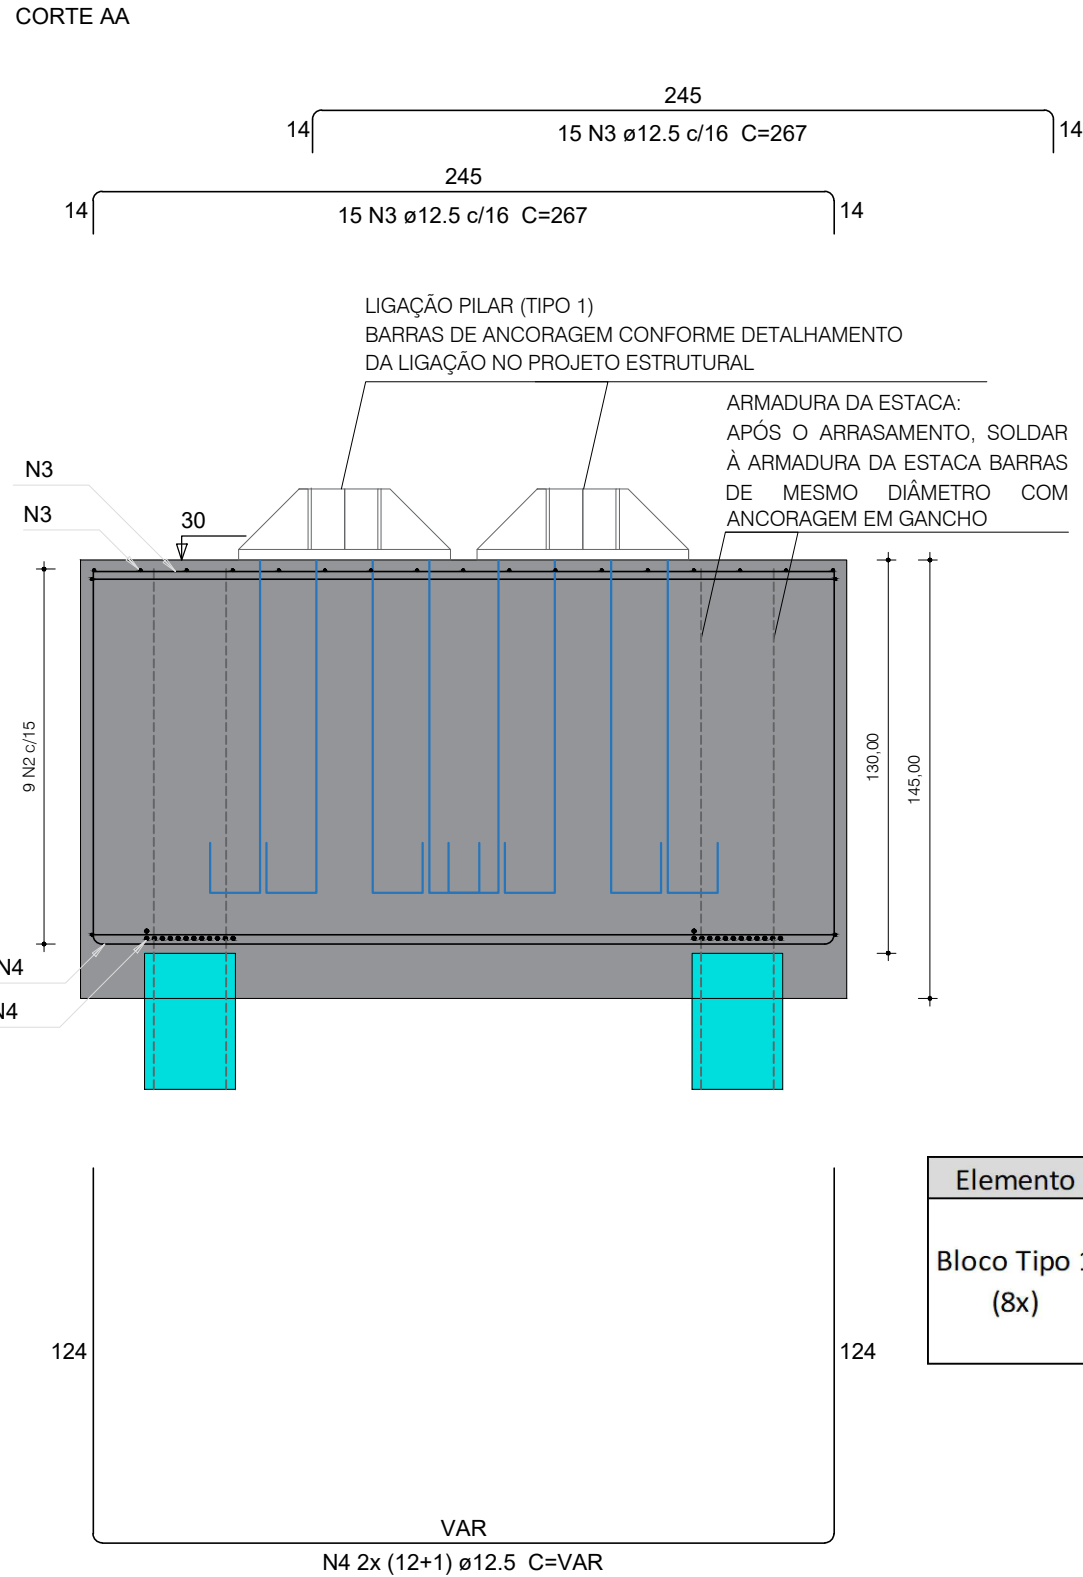 CORTE AA
245
14
15 N3 ø12.5 c/16 C=267
14
245
14
15 N3 ø12.5 c/16 C=267
14
LIGAÇÃO PILAR (TIPO 1)
BARRAS DE ANCORAGEM CONFORME DETALHAMENTO
DA LIGAÇÃO NO PROJETO ESTRUTURAL
ARMADURA DA ESTACA:
APÓS O ARRASAMENTO, SOLDAR
À ARMADURA DA ESTACA BARRAS
DE MESMO DIÂMETRO COM
ANCORAGEM EM GANCHO
N3
N3
30
9 N2 c/15
130,00
145,00
N4
N4
Elemento
Bloco Tipo 1
(8x)
124
124
VAR
N4 2x (12+1) ø12.5 C=VAR